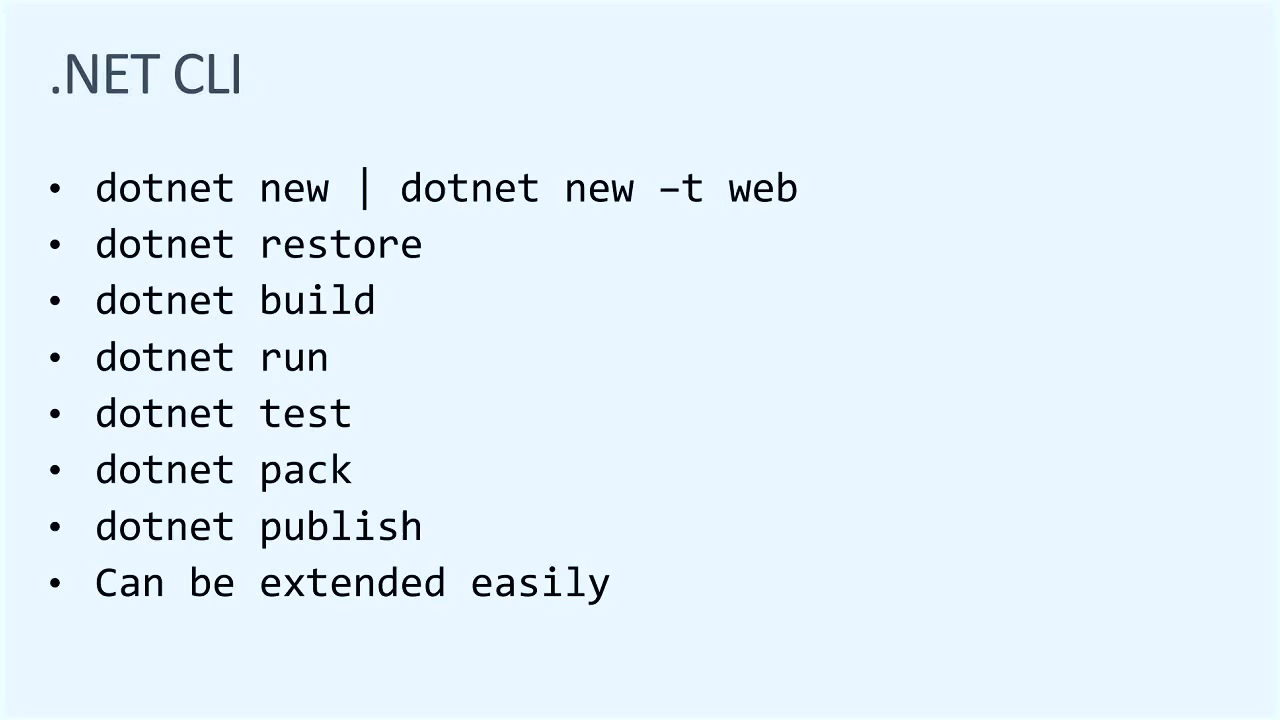 .NET CLI
• dotnet new | dotnet new –t web
• dotnet restore
• dotnet build
• dotnet run
• dotnet test
• dotnet pack
• dotnet publish
• Can be extended easily